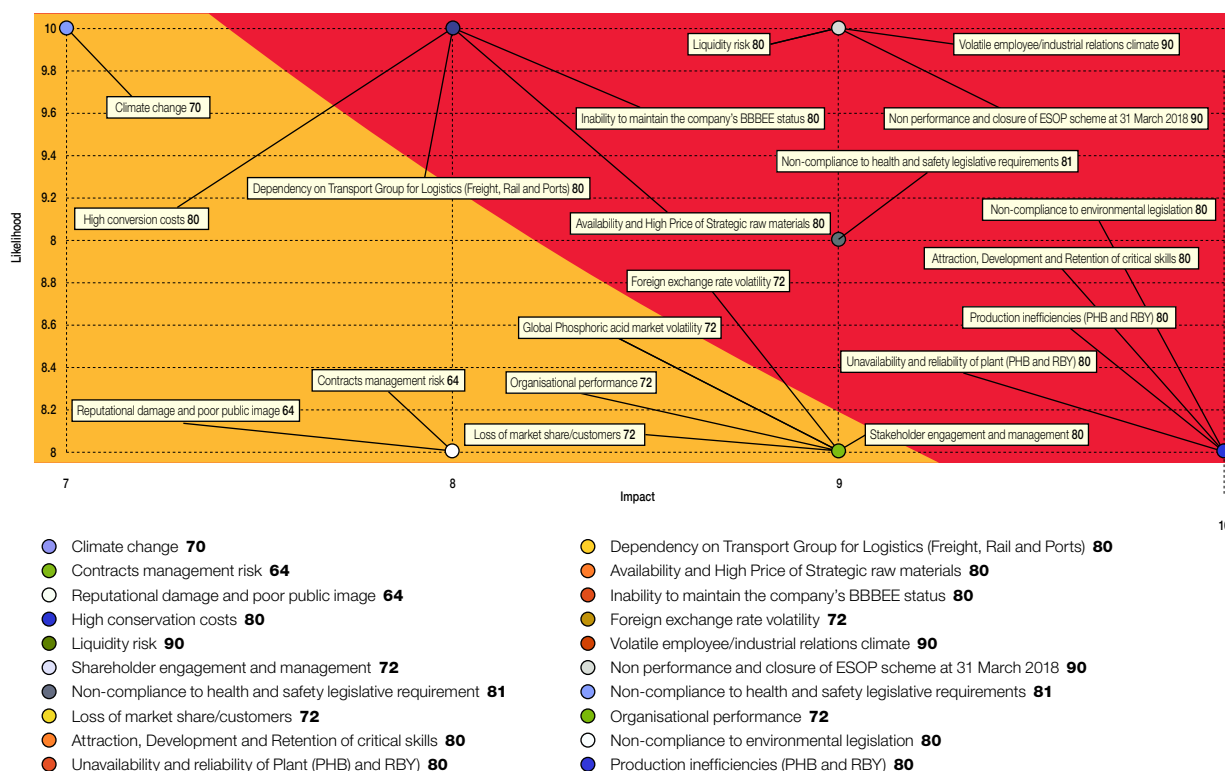 10
Liquidity risk 80
Volatile employee/industrial relations climate 90
9.8
Climate change 70
9.6
Inability to maintain the company's BBBEE status 80
Non performance and closure of ESOP scheme at 31 March 2018 90
9.4
Non-compliance to health and safety legislative requirements 81
Dependency on Transport Group for Logistics (Freight, Rail and Ports) 80
9.2
High conversion costs 80
Availability and High Price of Strategic raw materials 80
Non-compliance to environmental legislation 80
Likelihood
8
Attraction, Development and Retention of critical skills 80
8.8
Foreign exchange rate volatility 72
8.6
Global Phosphoric acid market volatility 72
Production inefficiencies (PHB and RBY) 80
8.4
Contracts management risk 64
Organisational performance 72
Unavailability and reliability of plant (PHB and RBY) 80
8.2
Reputational damage and poor public image 64
Loss of market share/customers 72
Stakeholder engagement and management 80
8
7
8
9
Impact
Climate change 70
Contracts management risk 64
Reputational damage and poor public image 64
High conservation costs 80
Liquidity risk 90
Shareholder engagement and management 72
Non-compliance to health and safety legislative requirement 81
Loss of market share/customers 72
Attraction, Development and Retention of critical skills 80
Unavailability and reliability of Plant (PHB) and RBY) 80
Dependency on Transport Group for Logistics (Freight, Rail and Ports) 80
Availability and High Price of Strategic raw materials 80
Inability to maintain the company's BBBEE status 80
Foreign exchange rate volatility 72
Volatile employee/industrial relations climate 90
Non performance and closure of ESOP scheme at 31 March 2018 90
Non-compliance to health and safety legislative requirements 81
Organisational performance 72
Non-compliance to environmental legislation 80
Production inefficiencies (PHB and RBY) 80